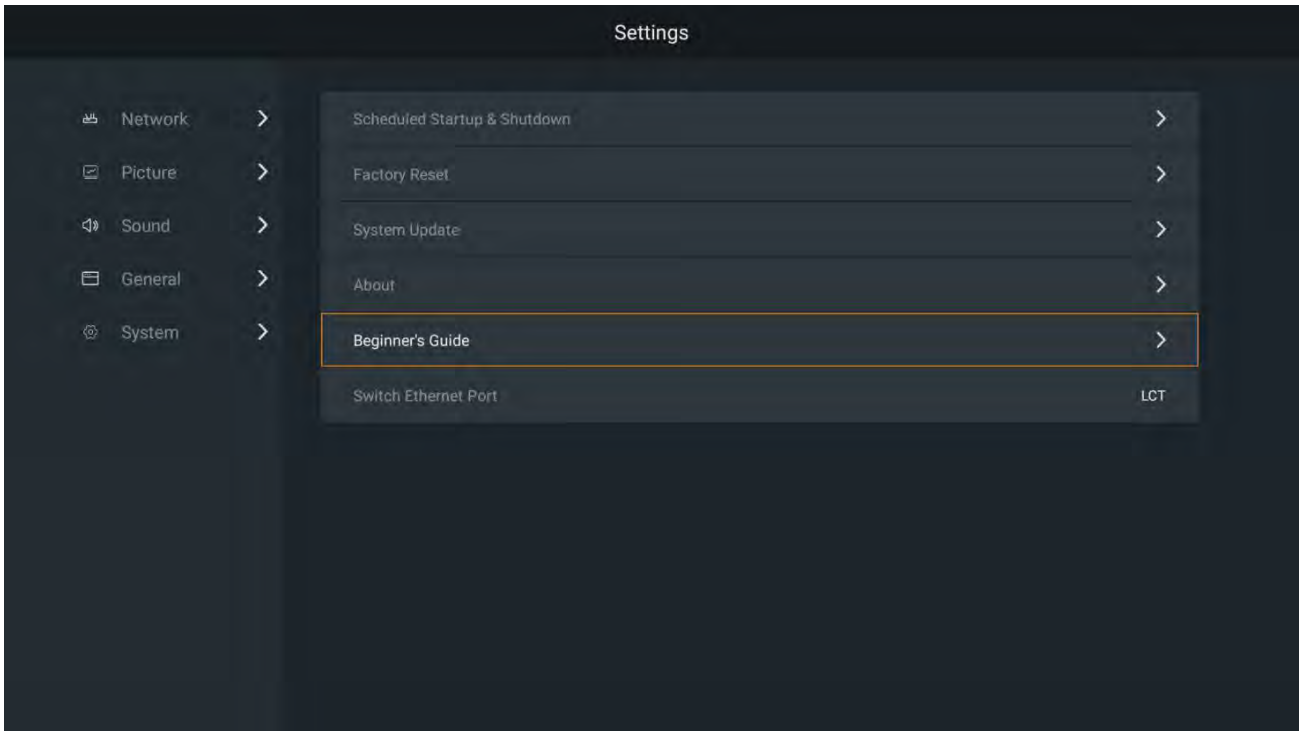 Settings
Network
Picture
Sound
General
System
Scheduled Startup & Shutdown
Factory Reset
System Update
About
Beginner's Guide
Switch Ethernet Port LCT